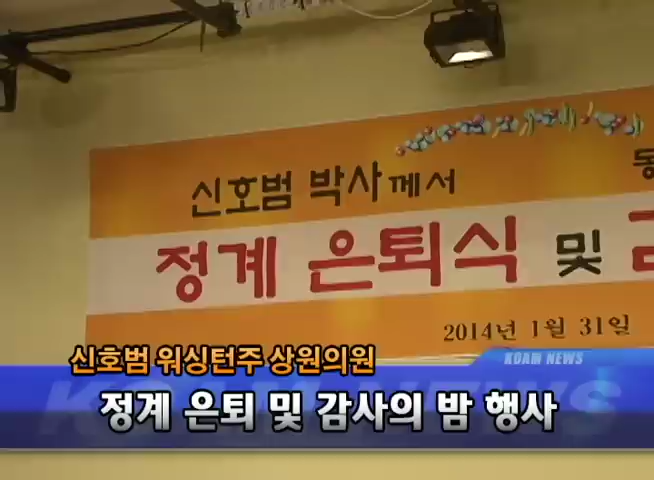 신호범 박사께서
정계 은퇴식 및
2014년 1월 31일
신호범 워싱턴주 상원의원
KOAM NEWS
정계 은퇴 및 감사의 밤 행사
KOAM NEWS